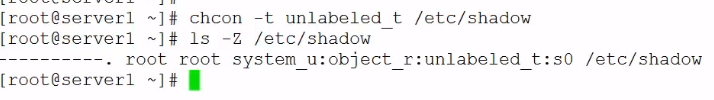 [root@server1 ~]# chcon -t unlabeled_t /etc/shadow
[root@server1 ~]# ls -Z /etc/shadow
----------. root root system_u:object_r:unlabeled_t:s0 /etc/shadow
[root@server1 ~]#